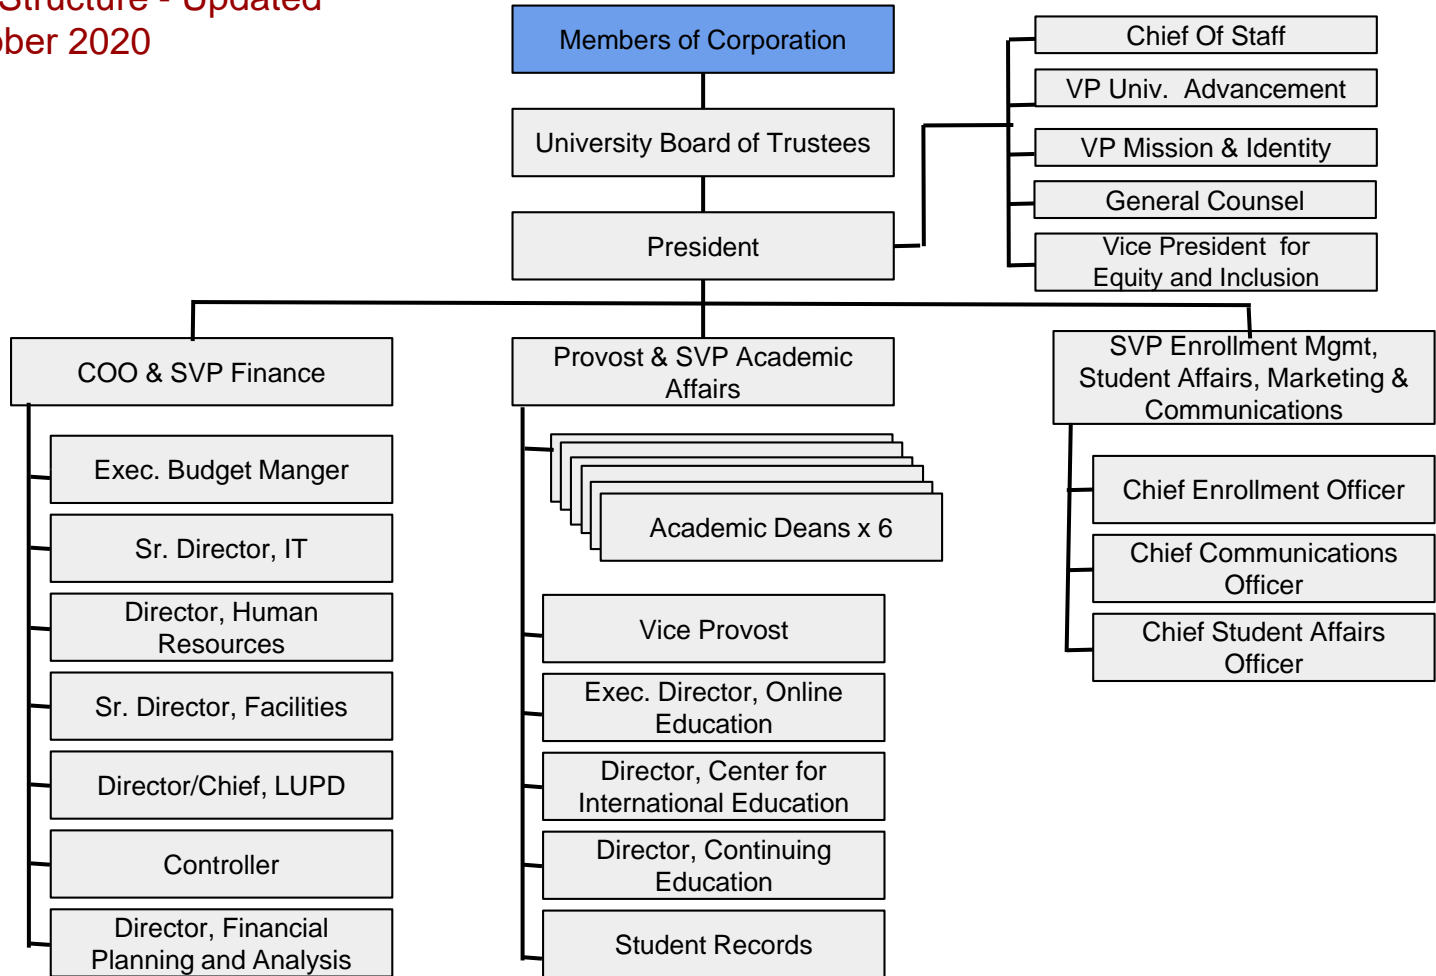 Structure - Updated
ober 2020
Members of Corporation
University Board of Trustees
President
Chief Of Staff
VP Univ. Advancement
VP Mission & Identity
General Counsel
Vice President for
Equity and Inclusion
COO & SVP Finance
Exec. Budget Manger
Sr. Director, IT
Director, Human
Resources
Sr. Director, Facilities
Director/Chief, LUPD
Controller
Director, Financial
Planning and Analysis
Provost & SVP Academic
Affairs
Academic Deans x 6
Vice Provost
Exec. Director, Online
Education
Director, Center for
International Education
Director, Continuing
Education
Student Records
SVP Enrollment Mgmt,
Student Affairs, Marketing &
Communications
Chief Enrollment Officer
Chief Communications
Officer
Chief Student Affairs
Officer